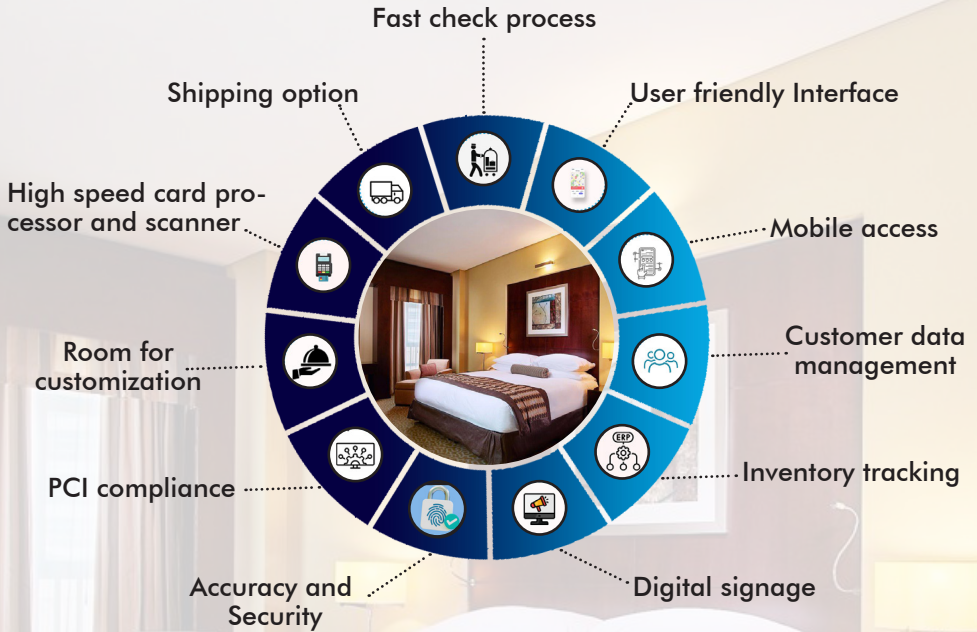 Fast check process
Shipping option
User friendly Interface
High speed card pro-
cessor and scanner
Mobile access
Room for
customization
Customer data
management
ERP
PCI compliance
Inventory tracking
Accuracy and
Security
Digital signage